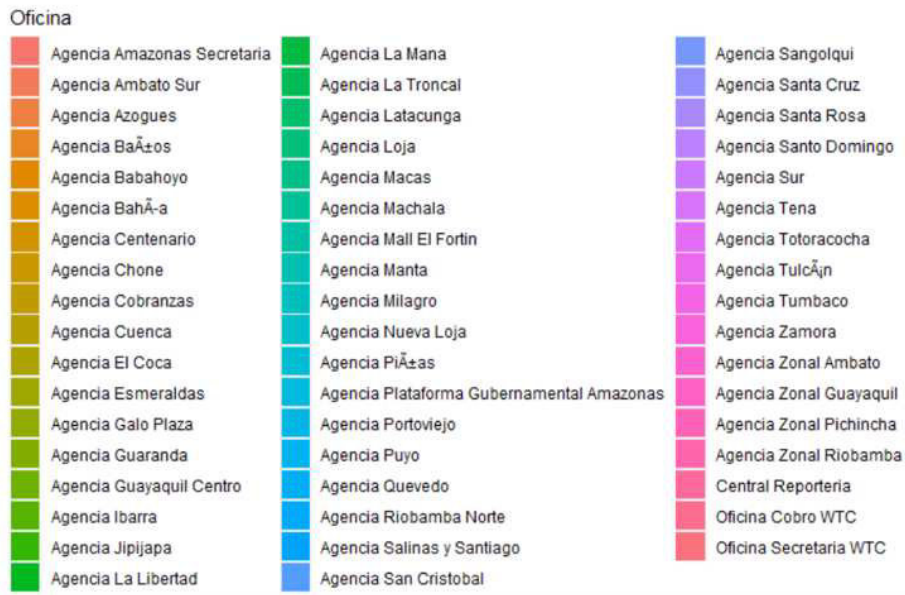 Oficina
Agencia Amazonas Secretaria
Agencia Ambato Sur
Agencia Azogues
Agencia BaÃ±os
Agencia Babahoyo
Agencia BahÃ-a
Agencia Centenario
Agencia Chone
Agencia Cobranzas
Agencia Cuenca
Agencia El Coca
Agencia Esmeraldas
Agencia Galo Plaza
Agencia Guaranda
Agencia Guayaquil Centro
Agencia Ibarra
Agencia Jipijapa
Agencia La Libertad
Agencia La Mana
Agencia La Troncal
Agencia Latacunga
Agencia Loja
Agencia Macas
Agencia Machala
Agencia Mall El Fortin
Agencia Manta
Agencia Milagro
Agencia Nueva Loja
Agencia PiÃ±as
Agencia Plataforma Gubernamental Amazonas
Agencia Portoviejo
Agencia Puyo
Agencia Quevedo
Agencia Riobamba Norte
Agencia Salinas y Santiago
Agencia San Cristobal
Agencia Sangolqui
Agencia Santa Cruz
Agencia Santa Rosa
Agencia Santo Domingo
Agencia Sur
Agencia Tena
Agencia Totoracocha
Agencia TulcÃ¡n
Agencia Tumbaco
Agencia Zamora
Agencia Zonal Ambato
Agencia Zonal Guayaquil
Agencia Zonal Pichincha
Agencia Zonal Riobamba
Central Reporteria
Oficina Cobro WTC
Oficina Secretaria WTC